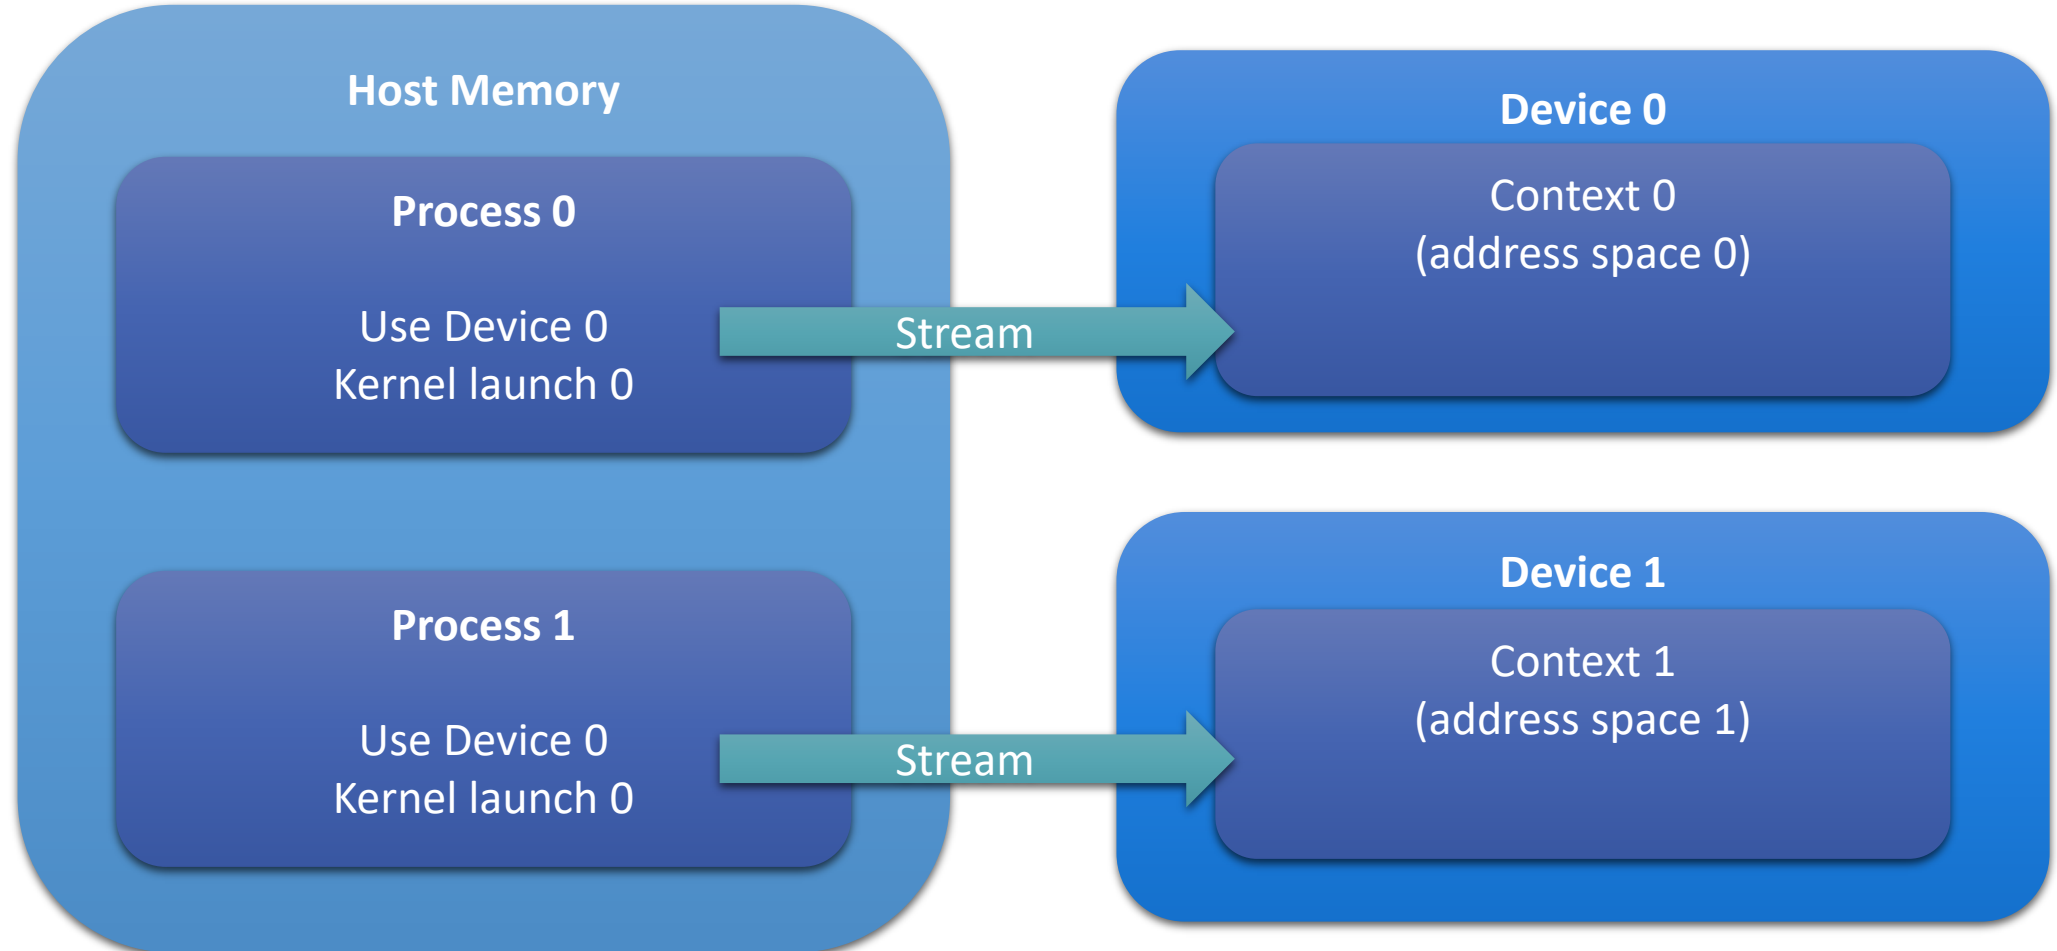 Host Memory
Process 0
Use Device 0
Kernel launch 0
Stream
Device 0
Context 0
(address space 0)
Process 1
Use Device 0
Kernel launch 0
Stream
Device 1
Context 1
(address space 1)